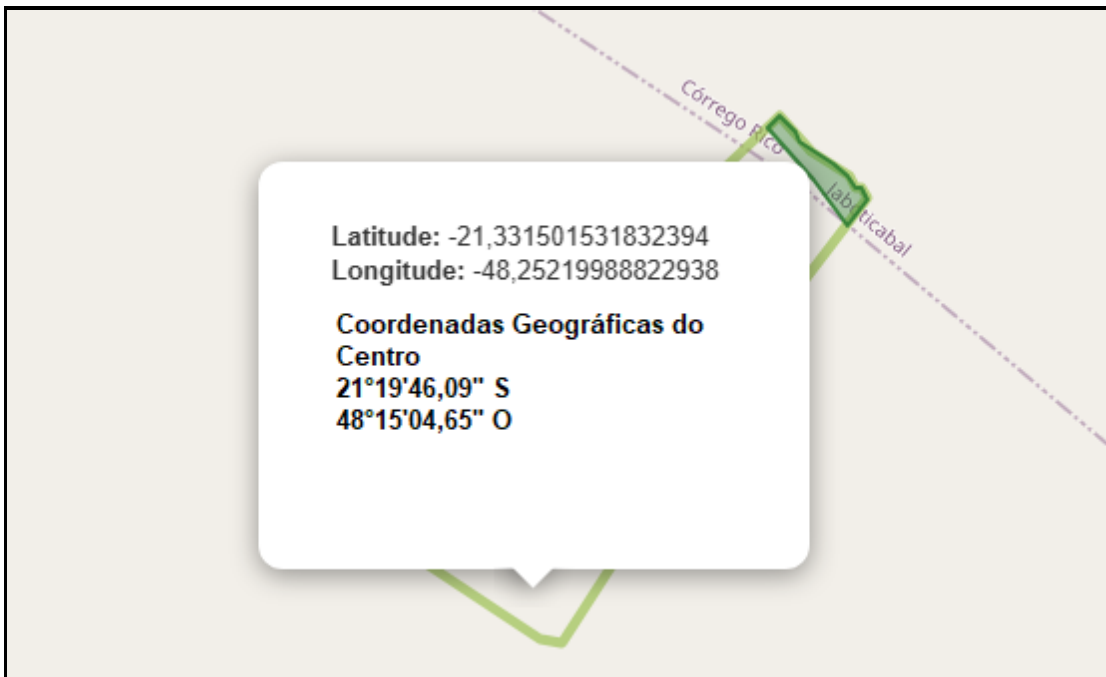 Córrego Rico
Jaboticabal
Latitude: -21,331501531832394
Longitude: -48,25219988822938
Coordenadas Geográficas do
Centro
21°19'46,09" S
48°15'04,65" O